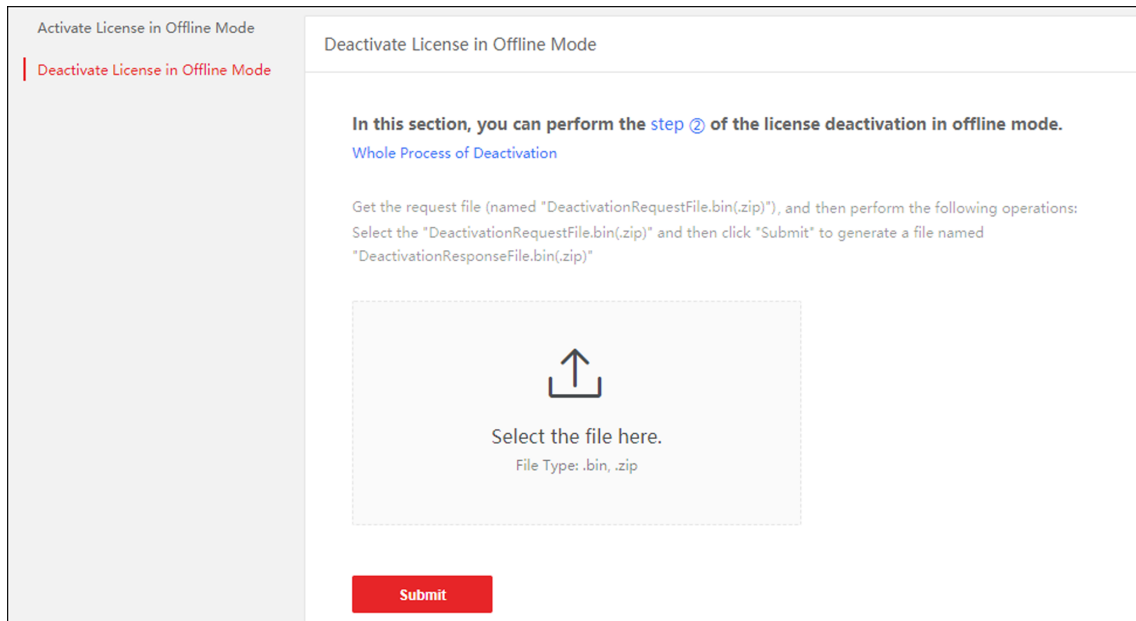 Activate License in Offline Mode
Deactivate License in Offline Mode
Deactivate License in Offline Mode
In this section, you can perform the step ② of the license deactivation in offline mode.
Whole Process of Deactivation
Get the request file (named "DeactivationRequestFile.bin(.zip)"), and then perform the following operations:
Select the "DeactivationRequestFile.bin(.zip)" and then click "Submit" to generate a file named
"DeactivationResponseFile.bin(.zip)"
Select the file here.
File Type: .bin, .zip
Submit